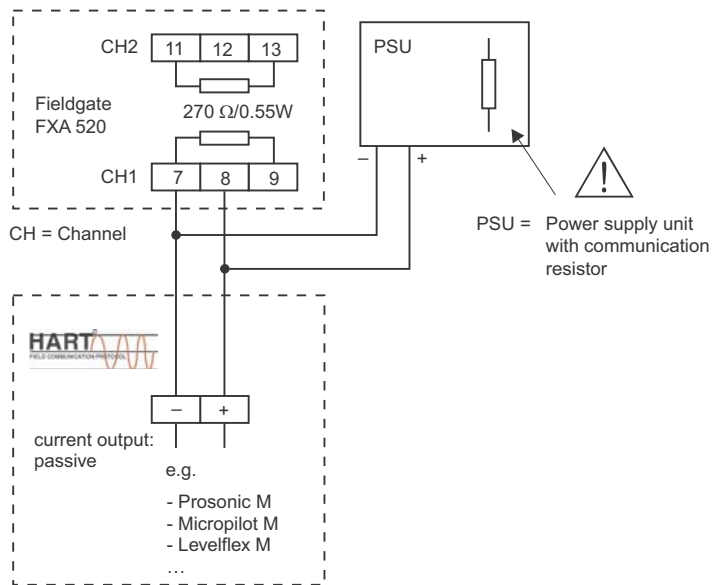 CH2 11 12 13
PSU
Fieldgate
FXA 520
270 Ω/0.55W
CH1 7 8 9
– +
CH = Channel
PSU = Power supply unit
with communication
resistor
!
HART
FIELD COMMUNICATION PROTOCOL
– +
current output:
passive
e.g.
- Prosonic M
- Micropilot M
- Levelflex M
...